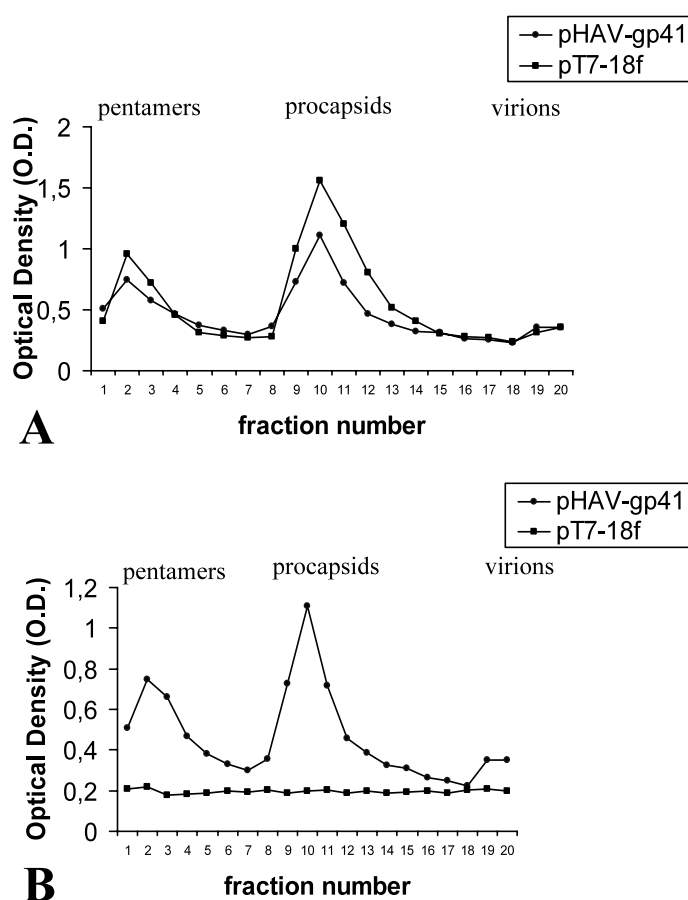 pHAV-gp41
pT7-18f
pentamers procapsids virions
Optical Density (O.D.)
2
1,5
1
0,5
0
1 2 3 4 5 6 7 8 9 10 11 12 13 14 15 16 17 18 19 20
fraction number
A
pHAV-gp41
pT7-18f
pentamers procapsids virions
Optical Density (O.D.)
1,2
1
0,8
0,6
0,4
0,2
0
1 2 3 4 5 6 7 8 9 10 11 12 13 14 15 16 17 18 19 20
fraction number
B